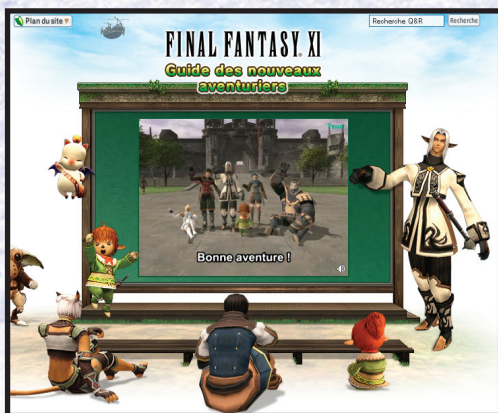 Plan du site
Recherche Q&R
Recherche
FINAL FANTASY XI
Guide des nouveaux
aventuriers
Bonne aventure !